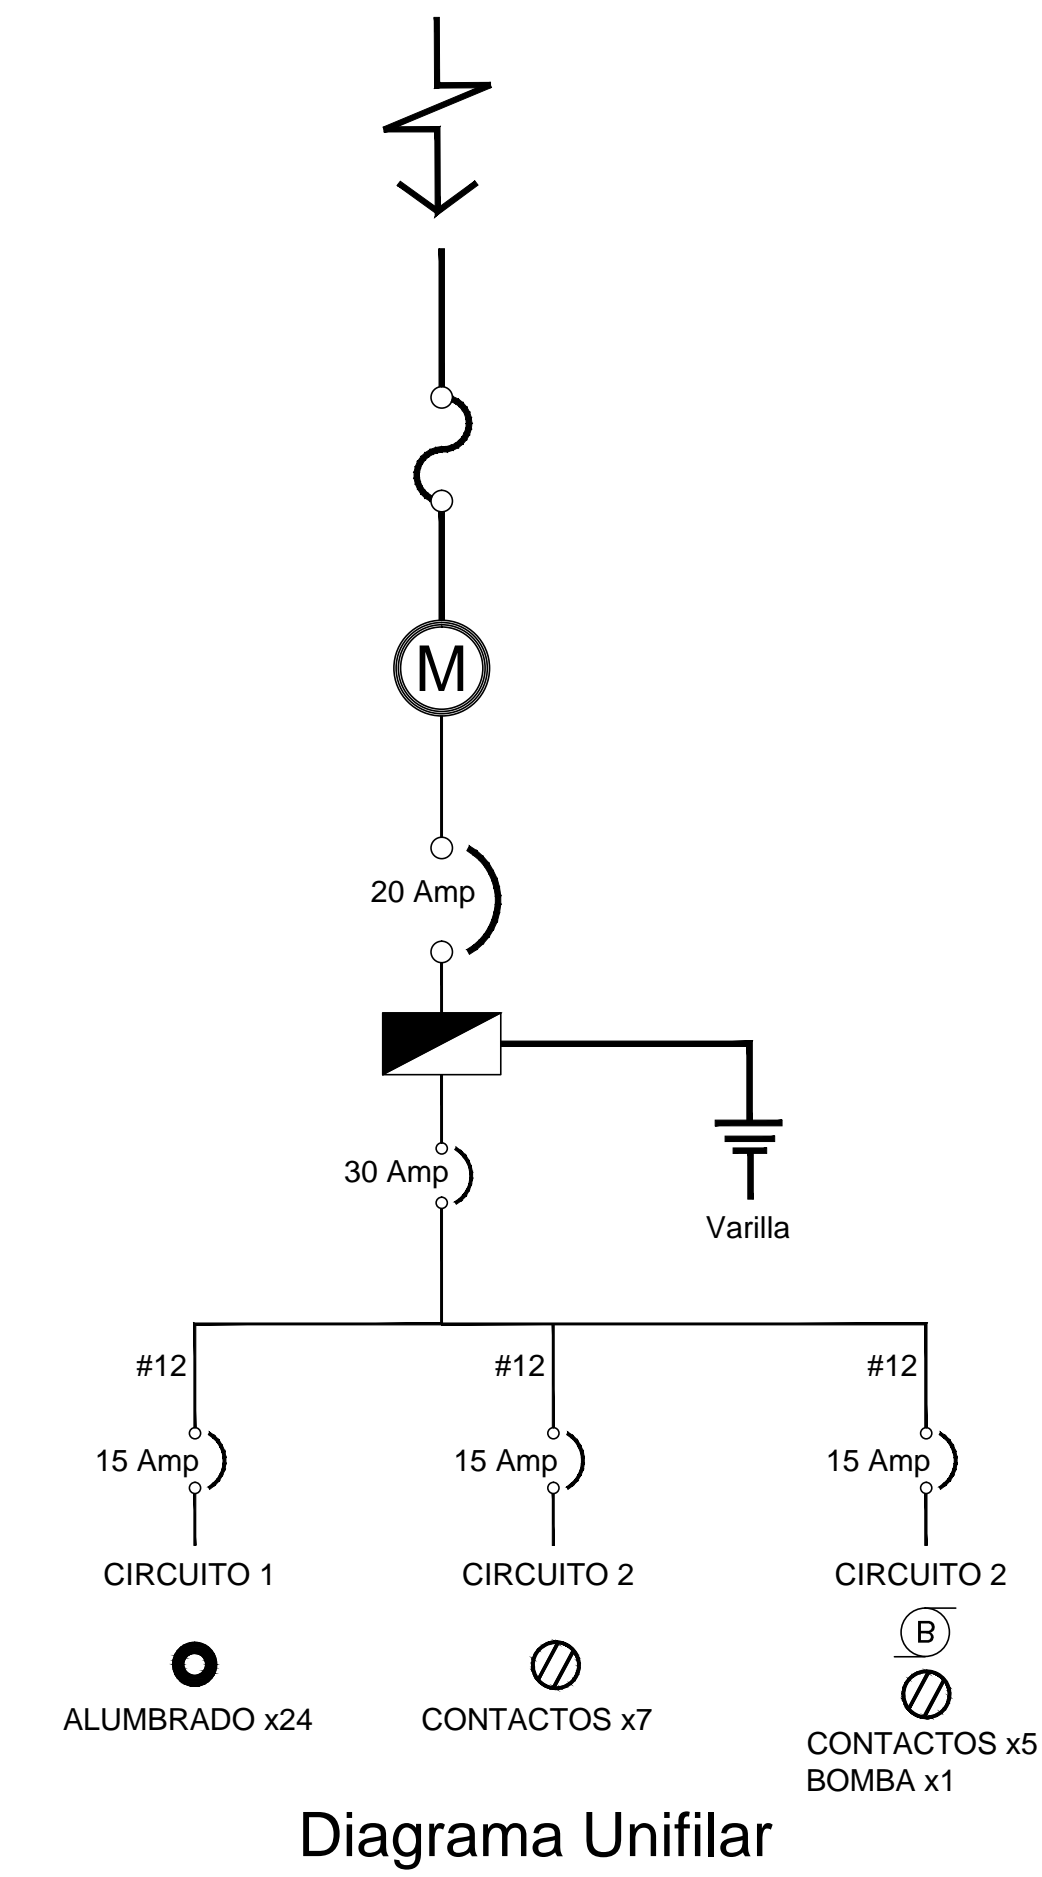 M
20 Amp
30 Amp
Varilla
#12
#12
#12
15 Amp
15 Amp
15 Amp
CIRCUITO 1
CIRCUITO 2
CIRCUITO 2
B
ALUMBRADO x24
CONTACTOS x7
CONTACTOS x5
BOMBA x1
Diagrama Unifilar